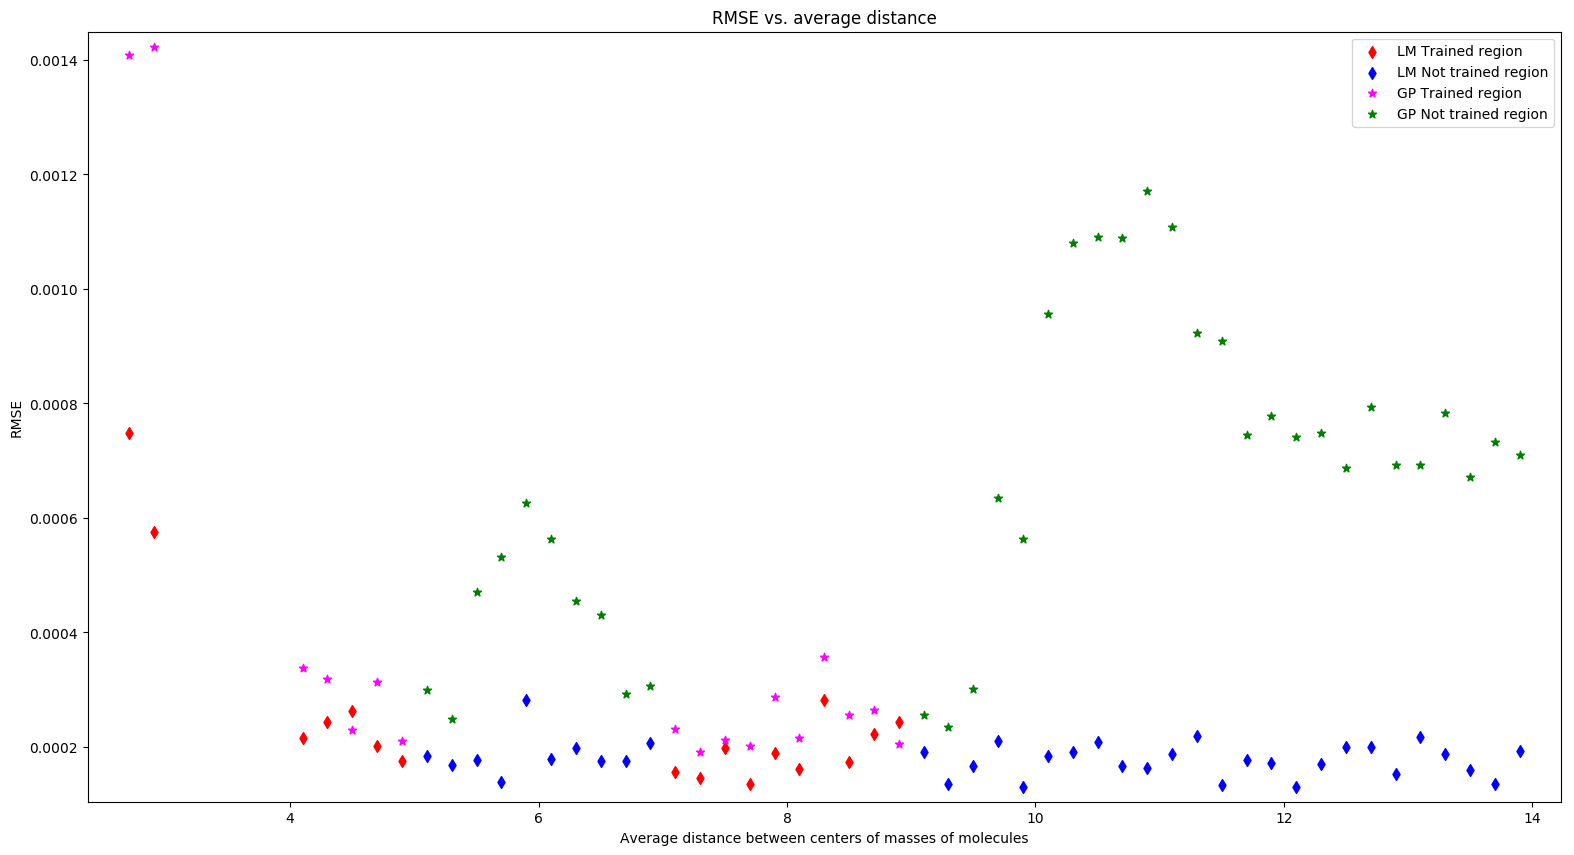 RMSE vs. average distance
LM Trained region
LM Not trained region
GP Trained region
GP Not trained region
RMSE
0.0014
0.0012
0.0010
0.0008
0.0006
0.0004
0.0002
4 6 8 10 12 14
Average distance between centers of masses of molecules